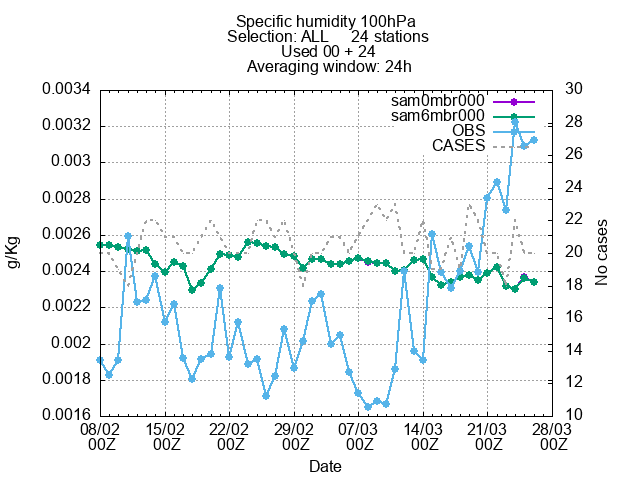 Specific humidity 100hPa
Selection: ALL 24 stations
Used 00 + 24
Averaging window: 24h
sam0mbr000
sam6mbr000
OBS
CASES
0.0034
0.0032
0.003
0.0028
0.0026
0.0024
0.0022
0.002
0.0018
0.0016
g/Kg
30
28
26
24
22
20
18
16
14
12
10
No cases
08/02 15/02 22/02 29/02 07/03 14/03 21/03 28/03
00Z 00Z 00Z 00Z 00Z 00Z 00Z 00Z
Date